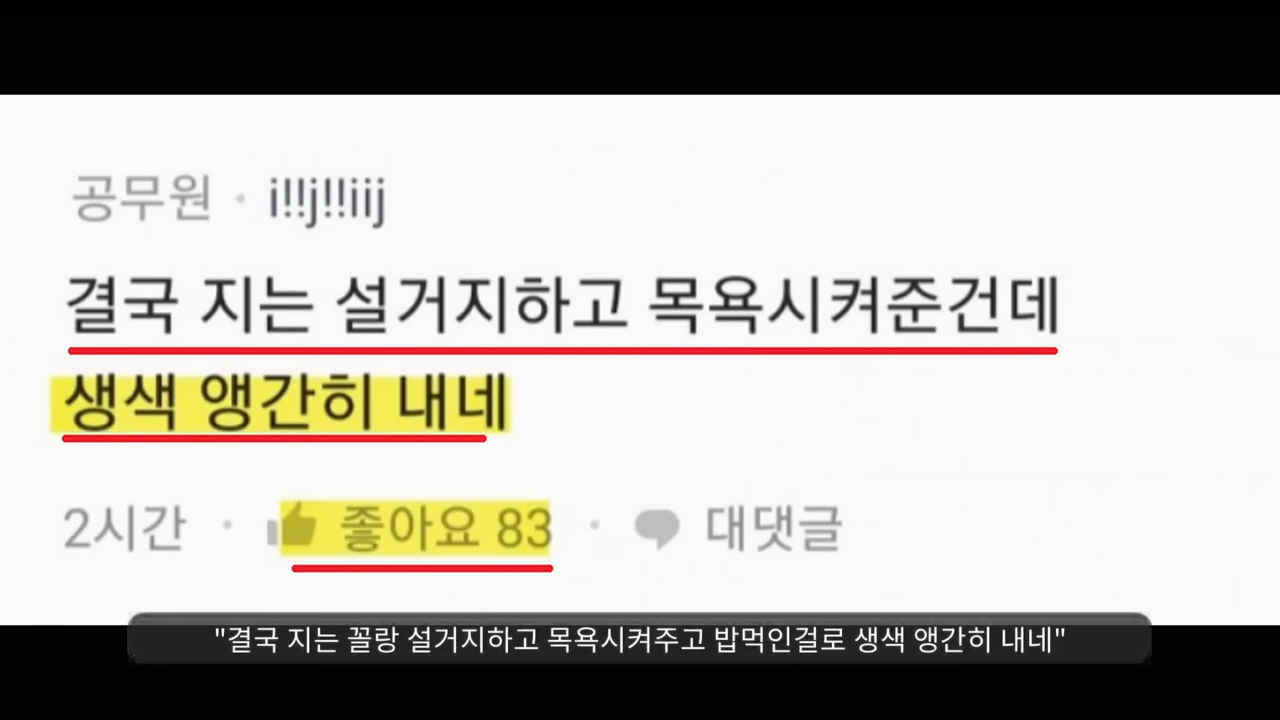 공무원 · i!!j!!iij
결국 지는 설거지하고 목욕시켜준건데
생색 앵간히 내네
2시간 · 좋아요 83 · 대댓글
"결국 지는 꼴랑 설거지하고 목욕시켜주고 밥먹인걸로 생색 앵간히 내네"